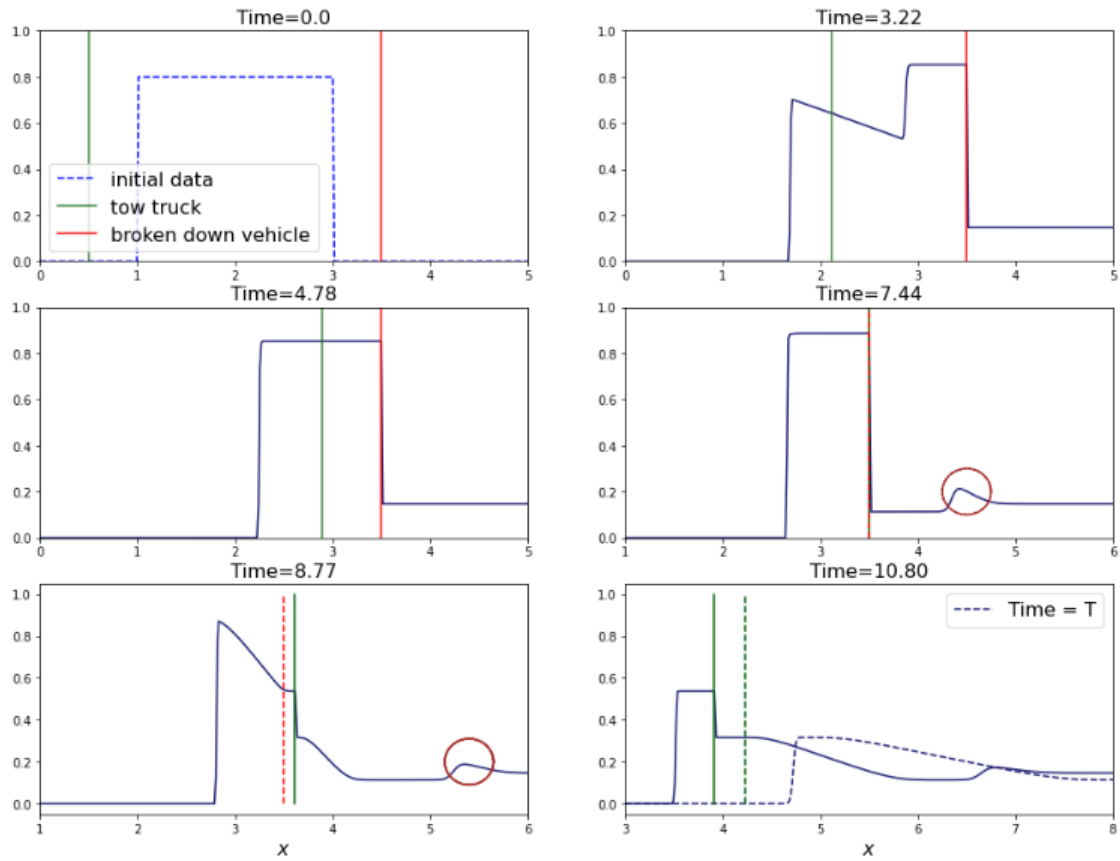 Time=0.0
1.0
0.8
0.6
0.4
0.2
0.0
initial data
tow truck
broken down vehicle
0 1 2 3 4 5
Time=3.22
1.0
0.8
0.6
0.4
0.2
0.0
0 1 2 3 4 5
Time=4.78
1.0
0.8
0.6
0.4
0.2
0.0
0 1 2 3 4 5
Time=7.44
1.0
0.8
0.6
0.4
0.2
0.0
1 2 3 4 5 6
Time=8.77
1.0
0.8
0.6
0.4
0.2
0.0
1 2 3 4 5 6
x
Time=10.80
1.0
0.8
0.6
0.4
0.2
0.0
Time = T
3 4 5 6 7 8
x